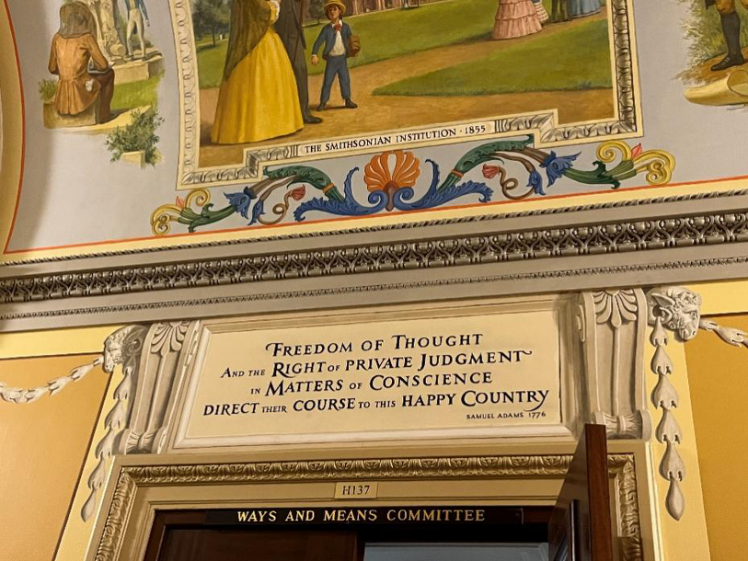 THE SMITHSONIAN INSTITUTION · 1855
FREEDOM OF THOUGHT
AND THE RIGHT OF PRIVATE JUDGMENT
IN MATTERS OF CONSCIENCE
DIRECT THEIR COURSE TO THIS HAPPY COUNTRY
SAMUEL ADAMS 1776
H137
WAYS AND MEANS COMMITTEE